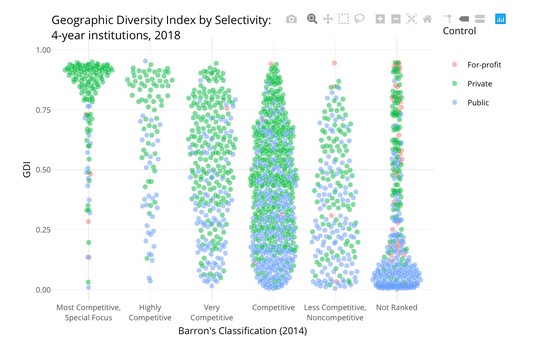 Geographic Diversity Index by Selectivity:
4-year institutions, 2018
Control
For-profit
Private
Public
1.00
0.75
0.50
0.25
0.00
GDI
Most Competitive,
Special Focus
Highly
Competitive
Very
Competitive
Competitive
Less Competitive,
Noncompetitive
Not Ranked
Barron's Classification (2014)